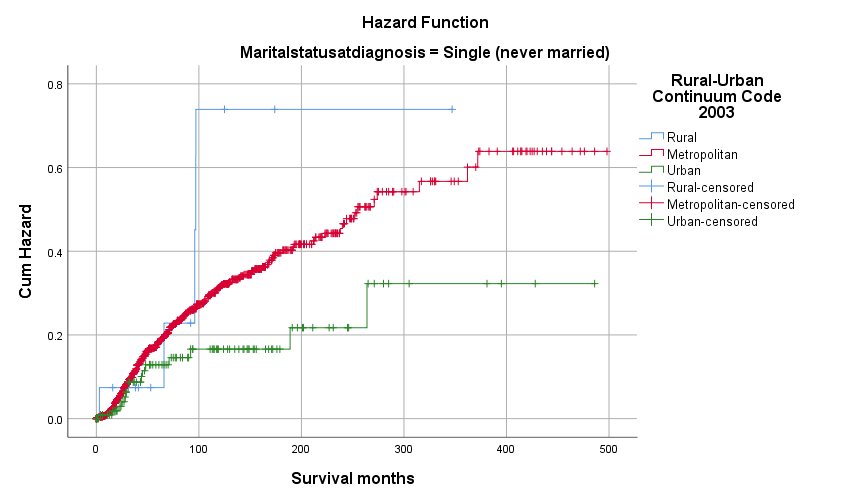 Hazard Function
Maritalstatusatdiagnosis = Single (never married)
Cum Hazard
0.8
0.6
0.4
0.2
0.0
0
100
200
300
400
500
Survival months
Rural-Urban
Continuum Code
2003
Rural
Metropolitan
Urban
Rural-censored
Metropolitan-censored
Urban-censored